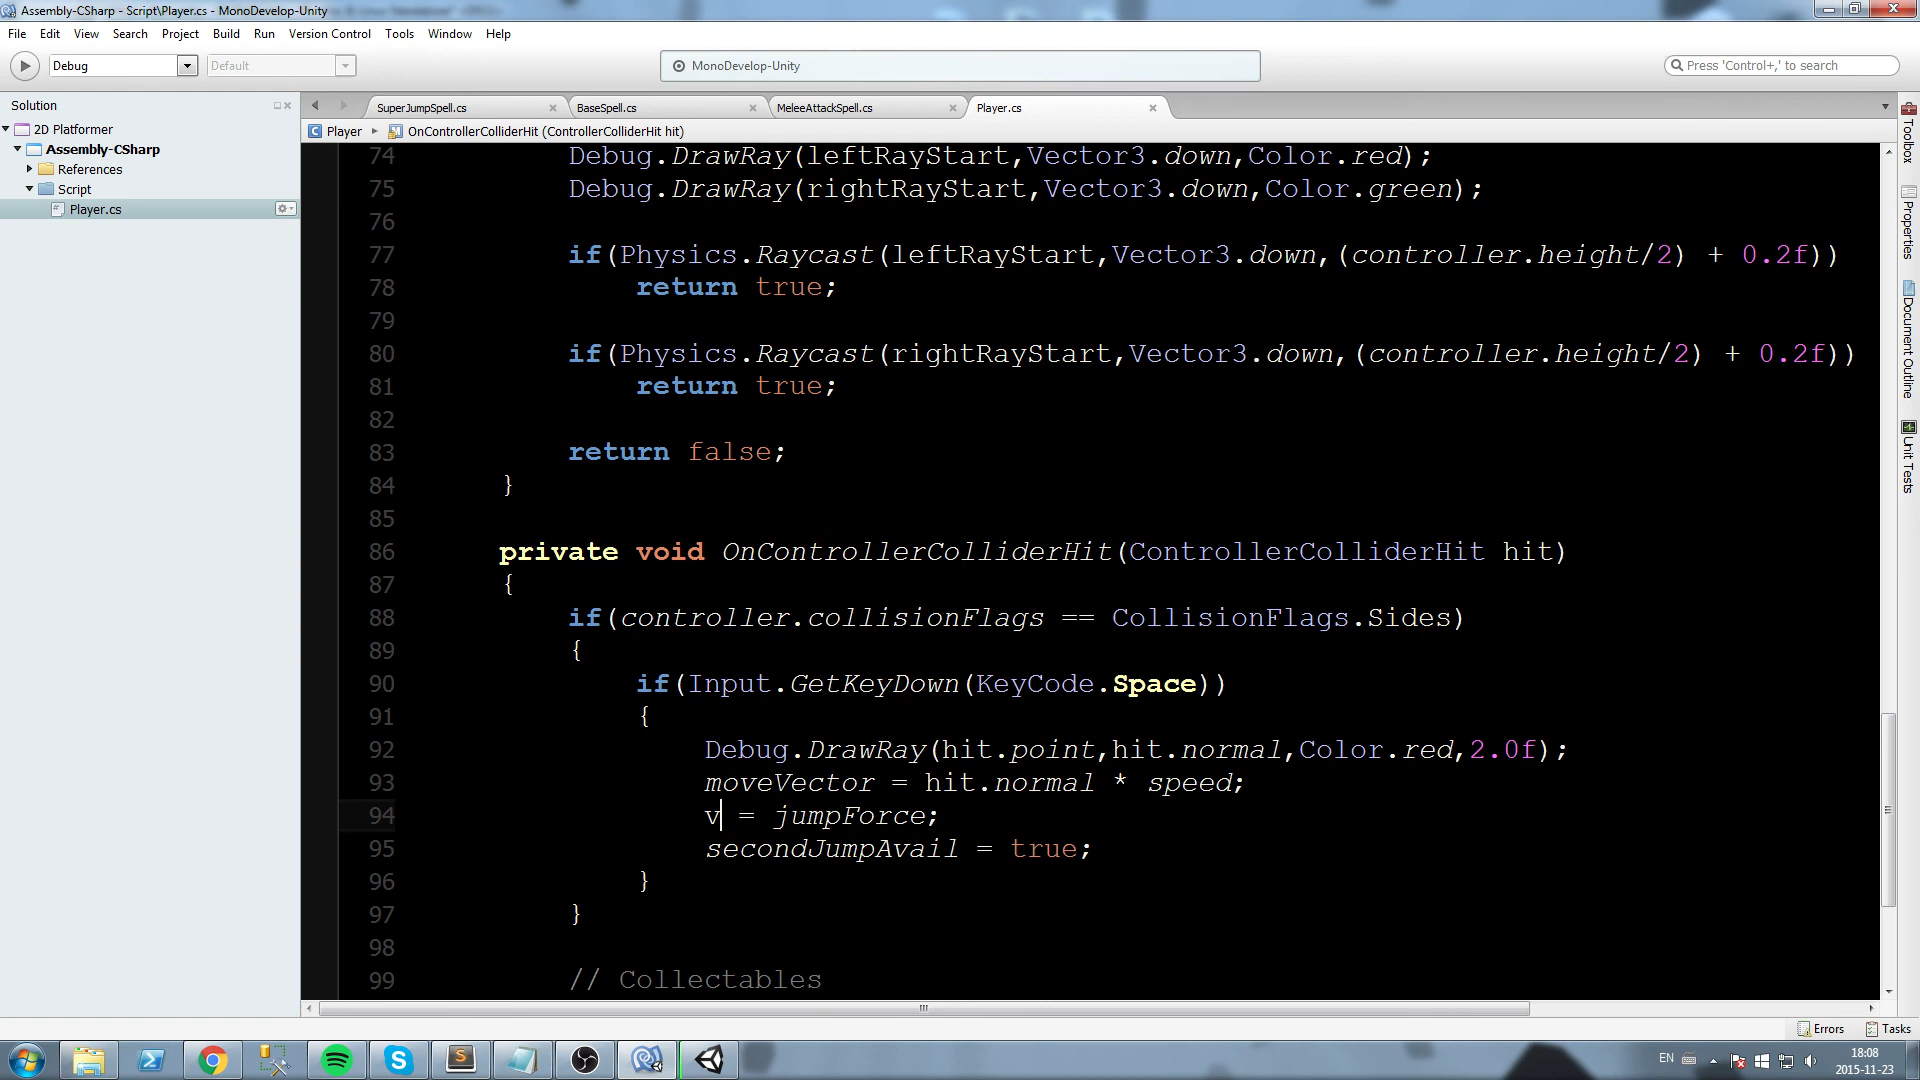 Assembly-CSharp - Script\Player.cs - MonoDevelop-Unity
File Edit View Search Project Build Run Version Control Tools Window Help
Debug Default MonoDevelop-Unity Press 'Control+,' to search
Solution
2D Platformer
Assembly-CSharp
References
Script
Player.cs
SuperJumpSpell.cs BaseSpell.cs MeleeAttackSpell.cs Player.cs
Player OnControllerColliderHit (ControllerColliderHit hit)
74 Debug.DrawRay(leftRayStart,Vector3.down,Color.red);
75 Debug.DrawRay(rightRayStart,Vector3.down,Color.green);
76
77 if(Physics.Raycast(leftRayStart,Vector3.down,(controller.height/2) + 0.2f))
78 return true;
79
80 if(Physics.Raycast(rightRayStart,Vector3.down,(controller.height/2) + 0.2f))
81 return true;
82
83 return false;
84 }
85
86 private void OnControllerColliderHit(ControllerColliderHit hit)
87 {
88 if(controller.collisionFlags == CollisionFlags.Sides)
89 {
90 if(Input.GetKeyDown(KeyCode.Space))
91 {
92 Debug.DrawRay(hit.point,hit.normal,Color.red,2.0f);
93 moveVector = hit.normal * speed;
94 v = jumpForce;
95 secondJumpAvail = true;
96 }
97 }
98
99 // Collectables
Toolbox
Properties
Document Outline
Unit Tests
Errors Tasks
EN 18:08
2015-11-23